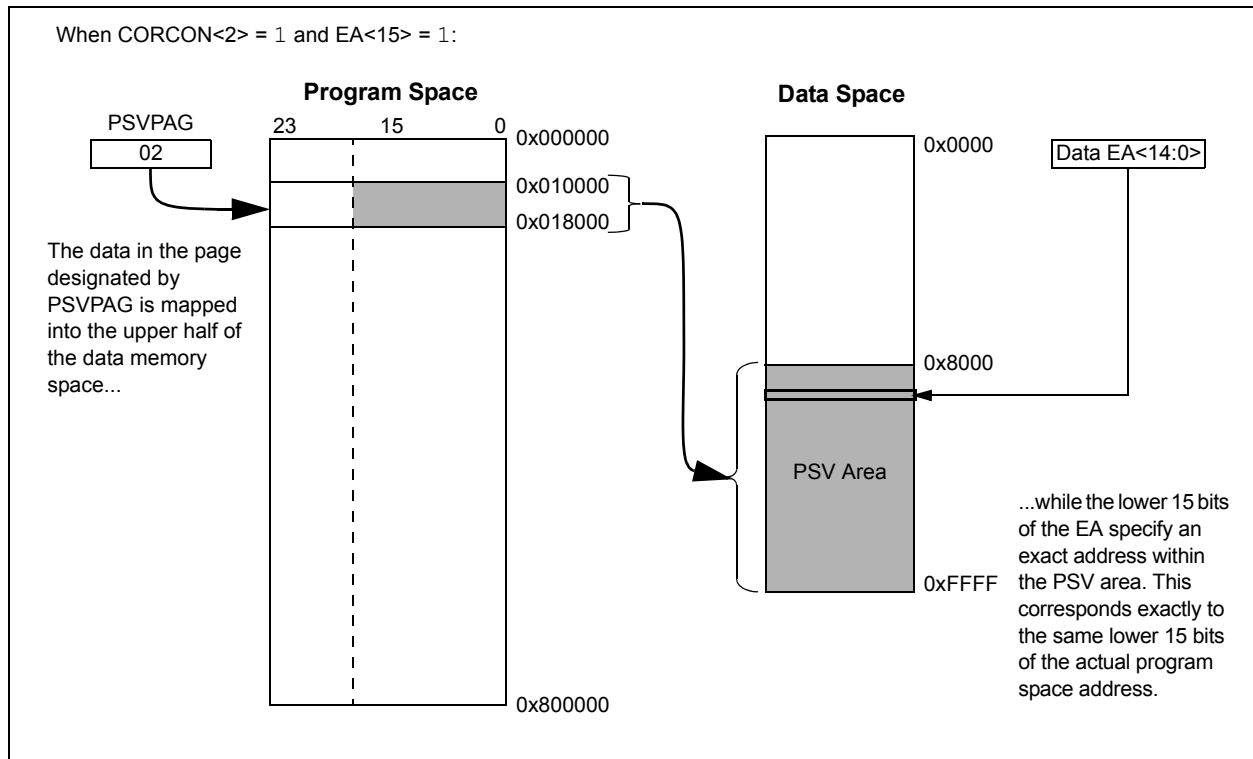 When CORCON<2> = 1 and EA<15> = 1:
Program Space
Data Space
PSVPAG
02
23 15 0
0x000000
0x010000
0x018000
0x800000
The data in the page
designated by
PSVPAG is mapped
into the upper half of
the data memory
space...
0x0000
0x8000
0xFFFF
PSV Area
Data EA<14:0>
...while the lower 15 bits
of the EA specify an
exact address within
the PSV area. This
corresponds exactly to
the same lower 15 bits
of the actual program
space address.